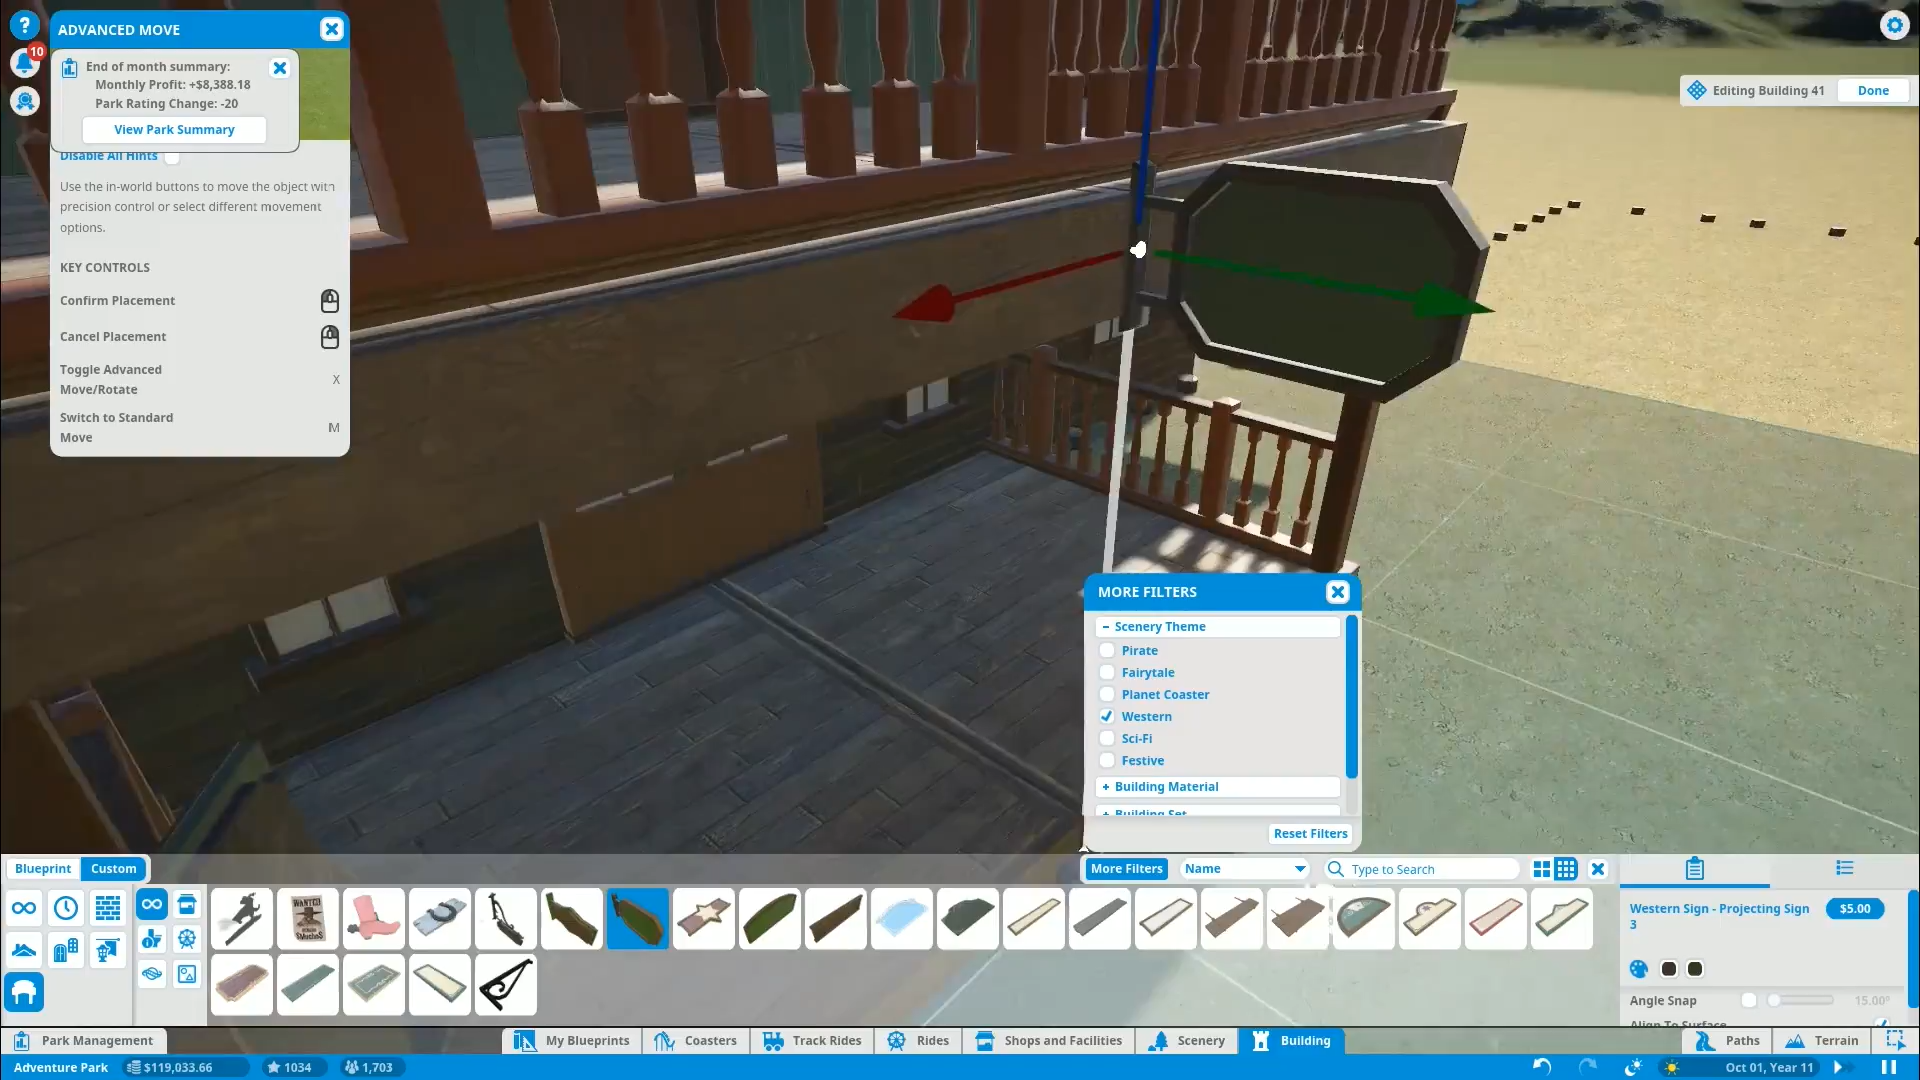 ?
ADVANCED MOVE
10
End of month summary:
Monthly Profit: +$8,388.18
Park Rating Change: -20
View Park Summary
Disable All Hints
Use the in-world buttons to move the object with
precision control or select different movement
options.
KEY CONTROLS
Confirm Placement
Cancel Placement
Toggle Advanced
Move/Rotate
X
Switch to Standard
Move
M
Editing Building 41
Done
MORE FILTERS
- Scenery Theme
Pirate
Fairytale
Planet Coaster
Western
Sci-Fi
Festive
+ Building Material
+ Building Set
Reset Filters
Blueprint
Custom
More Filters
Name
Type to Search
WANTED
Western Sign - Projecting Sign
3
$5.00
Angle Snap
15.00°
Align To Surface
Park Management
My Blueprints
Coasters
Track Rides
Rides
Shops and Facilities
Scenery
Building
Paths
Terrain
Adventure Park
$119,033.66
1034
1,703
Oct 01, Year 11